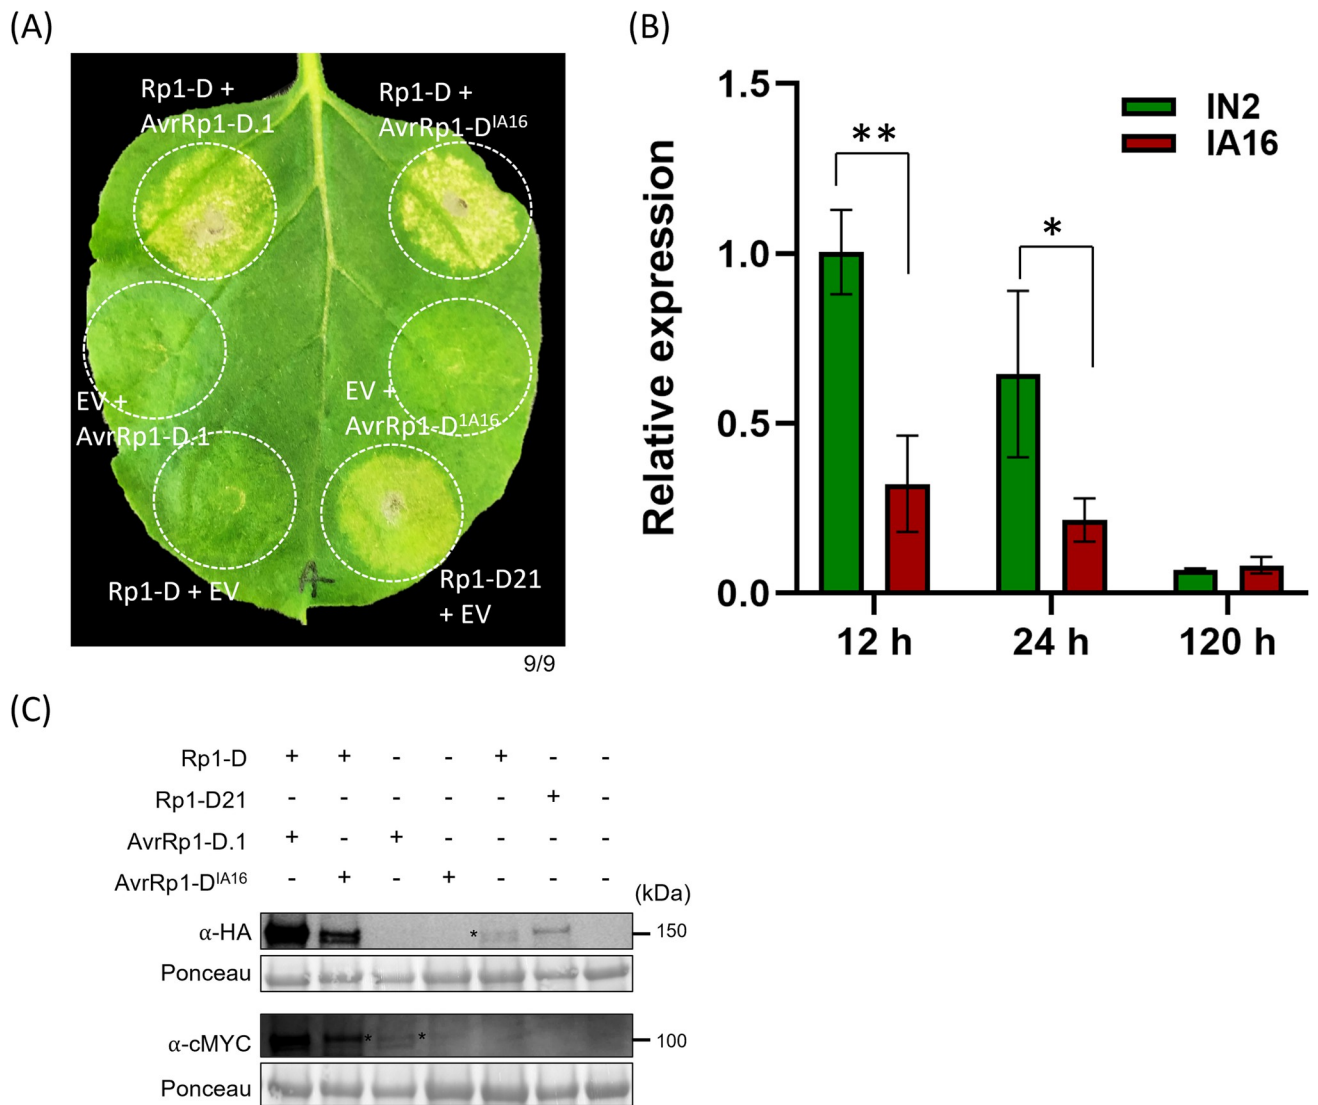 (A)
Rp1-D +
AvrRp1-D.1
Rp1-D +
AvrRp1-D^IA16
EV +
AvrRp1-D.1
EV +
AvrRp1-D^1A16
Rp1-D + EV
Rp1-D21
+ EV
A
9/9
(B)
1.5
1.0
0.5
0.0
Relative expression
IN2
IA16
**
*
12 h
24 h
120 h
(C)
Rp1-D + + - - + - -
Rp1-D21 - - - - - + -
AvrRp1-D.1 + - + - - - -
AvrRp1-D^IA16 - + - + - - -
(kDa)
α-HA * 150
Ponceau
α-cMYC * * 100
Ponceau